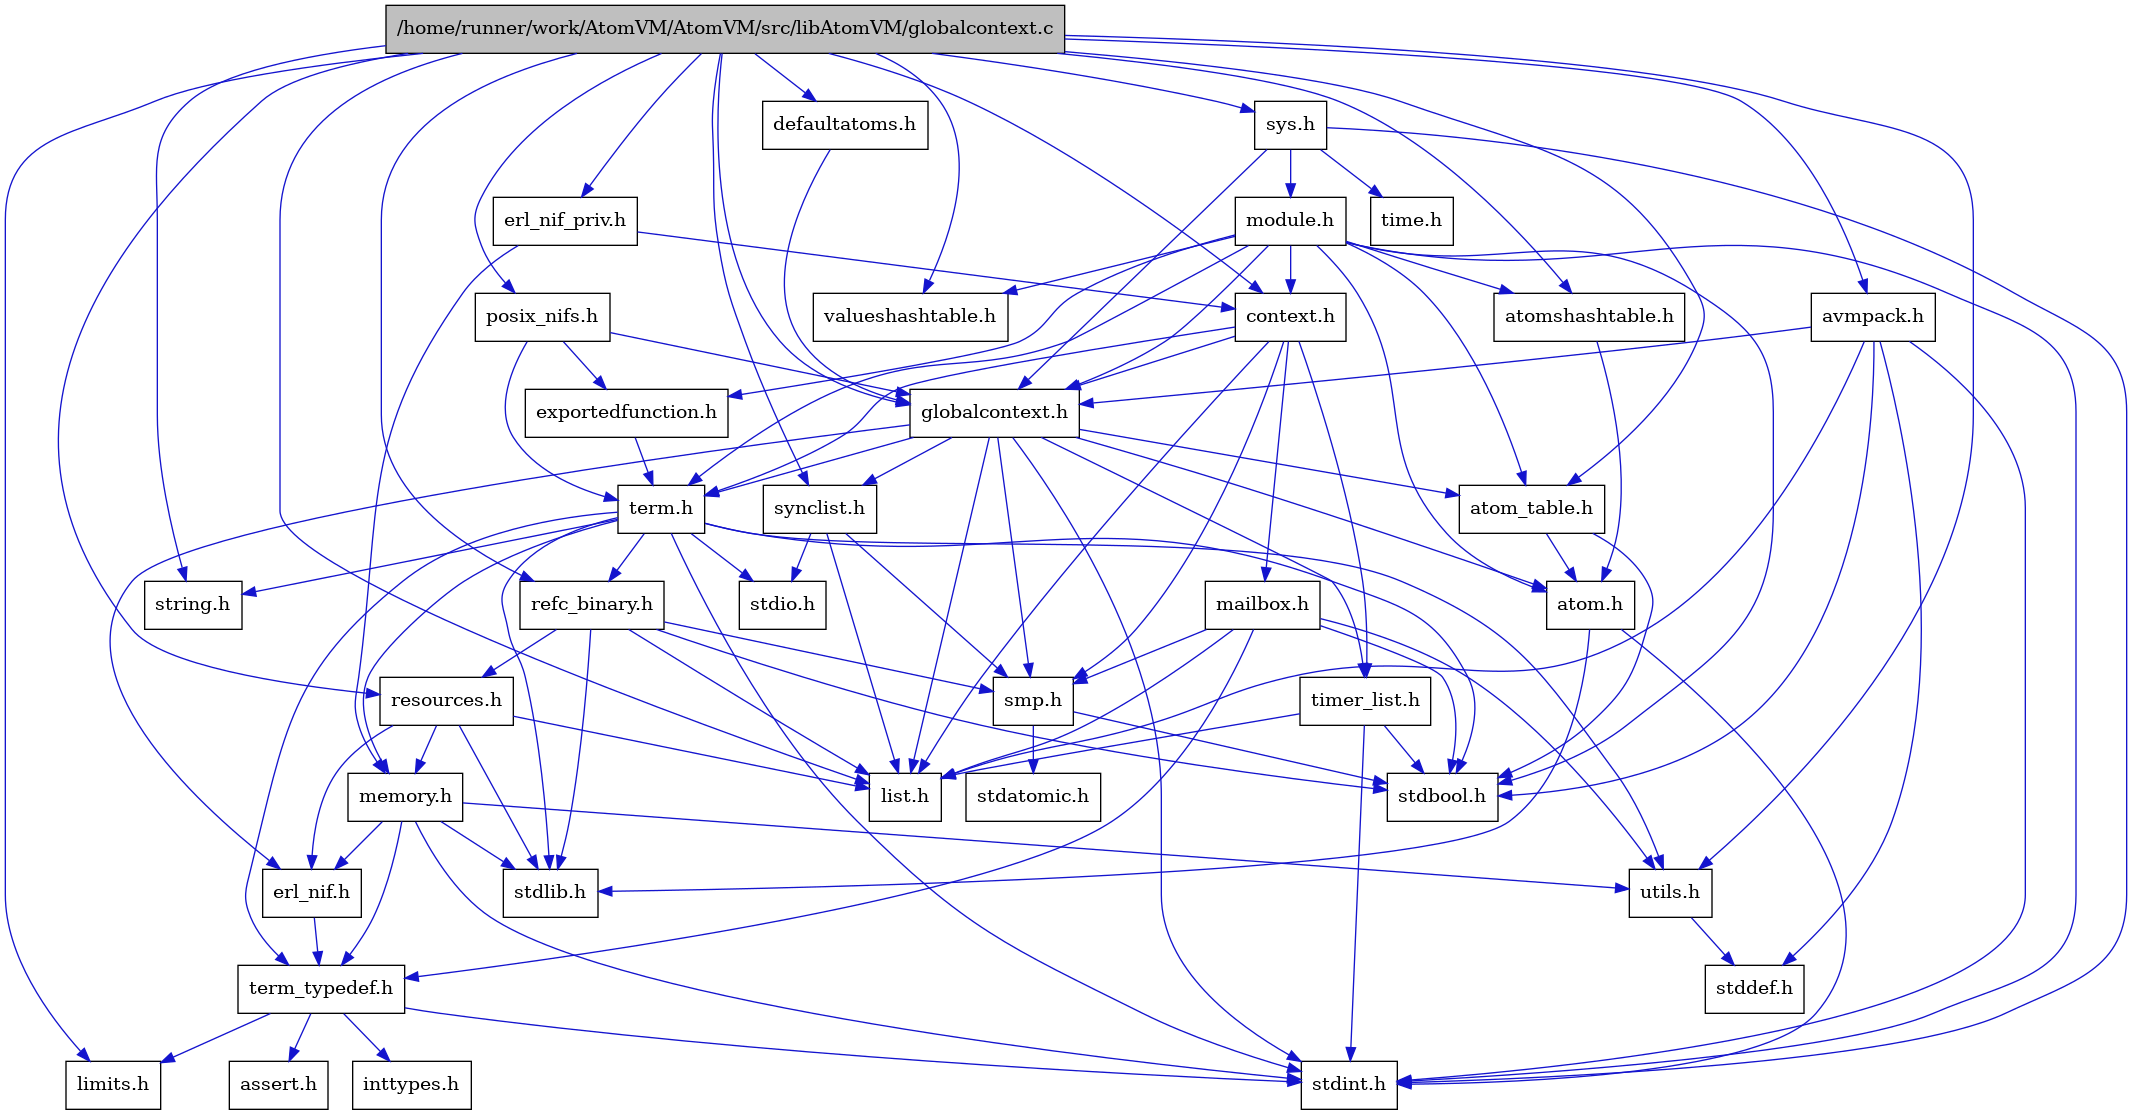 /home/runner/work/AtomVM/AtomVM/src/libAtomVM/globalcontext.c
defaultatoms.h
sys.h
erl_nif_priv.h
module.h
time.h
posix_nifs.h
valueshashtable.h
context.h
atomshashtable.h
avmpack.h
exportedfunction.h
globalcontext.h
term.h
synclist.h
atom_table.h
string.h
refc_binary.h
stdio.h
mailbox.h
atom.h
resources.h
smp.h
timer_list.h
memory.h
list.h
stdatomic.h
stdbool.h
erl_nif.h
stdlib.h
utils.h
term_typedef.h
stddef.h
limits.h
assert.h
inttypes.h
stdint.h